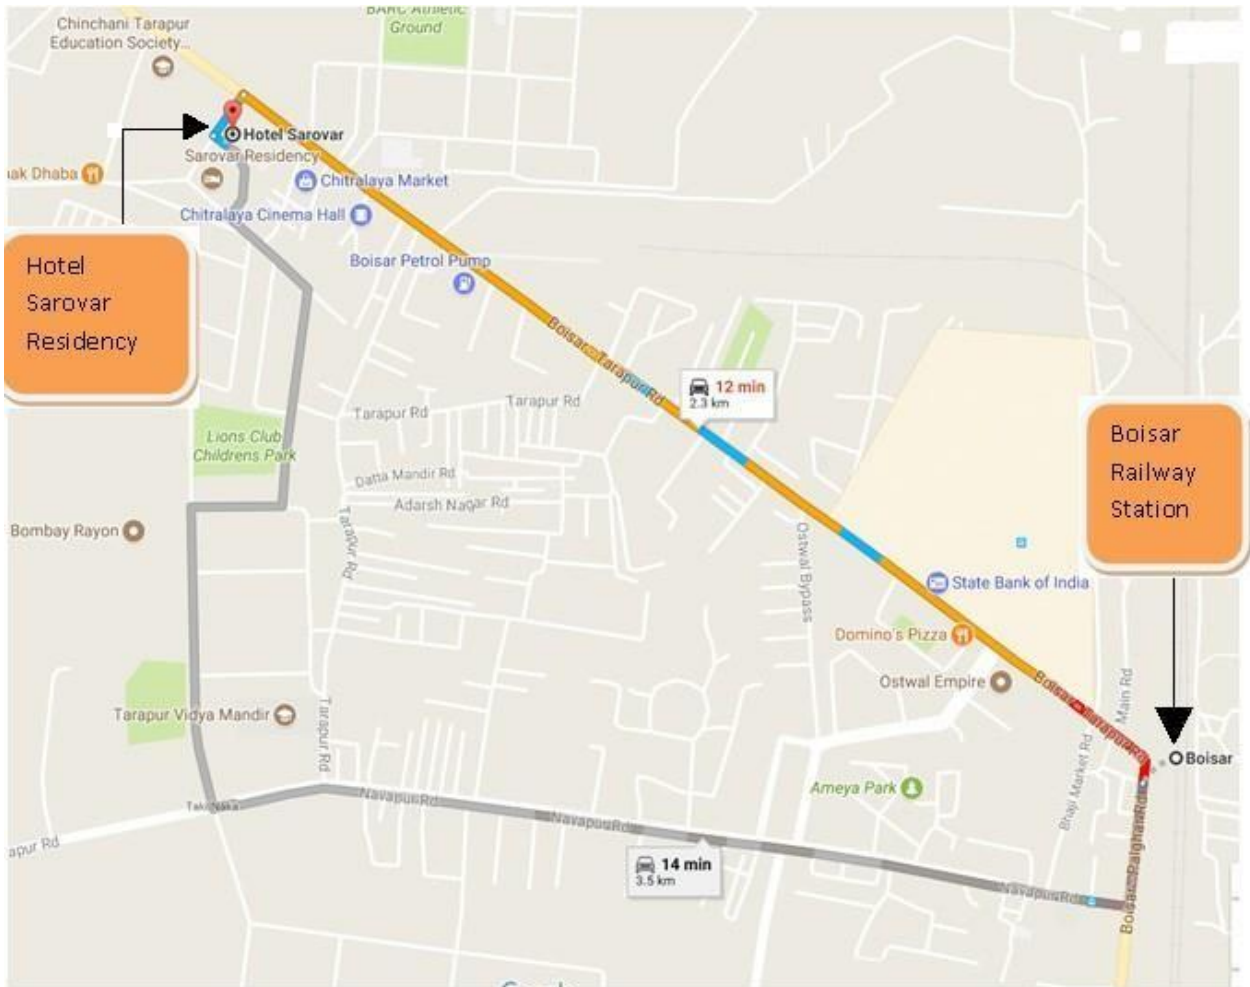 BARC Athletic
Ground
Chinchani Tarapur
Education Society...
Hotel Sarovar
Sarovar Residency
ak Dhaba
Chitralaya Market
Chitralaya Cinema Hall
Hotel
Sarovar
Residency
Boisar Petrol Pump
Boisar - Tarapur Rd
12 min
2.3 km
Tarapur Rd
Tarapur Rd
Lions Club
Childrens Park
Datta Mandir Rd
Adarsh Nagar Rd
Boisar
Railway
Station
Bombay Rayon
Tarapur Rd
Ostwal Bypass
State Bank of India
Domino's Pizza
Ostwal Empire
Boisar - Tarapur Rd
Main Rd
Tarapur Vidya Mandir
Tarapur Rd
Boisar
Ameya Park
Bhaji Market Rd
Taki Naka
Navapur Rd
Navapur Rd
apur Rd
14 min
3.5 km
Navapur Rd
Boisar - Palghar Rd